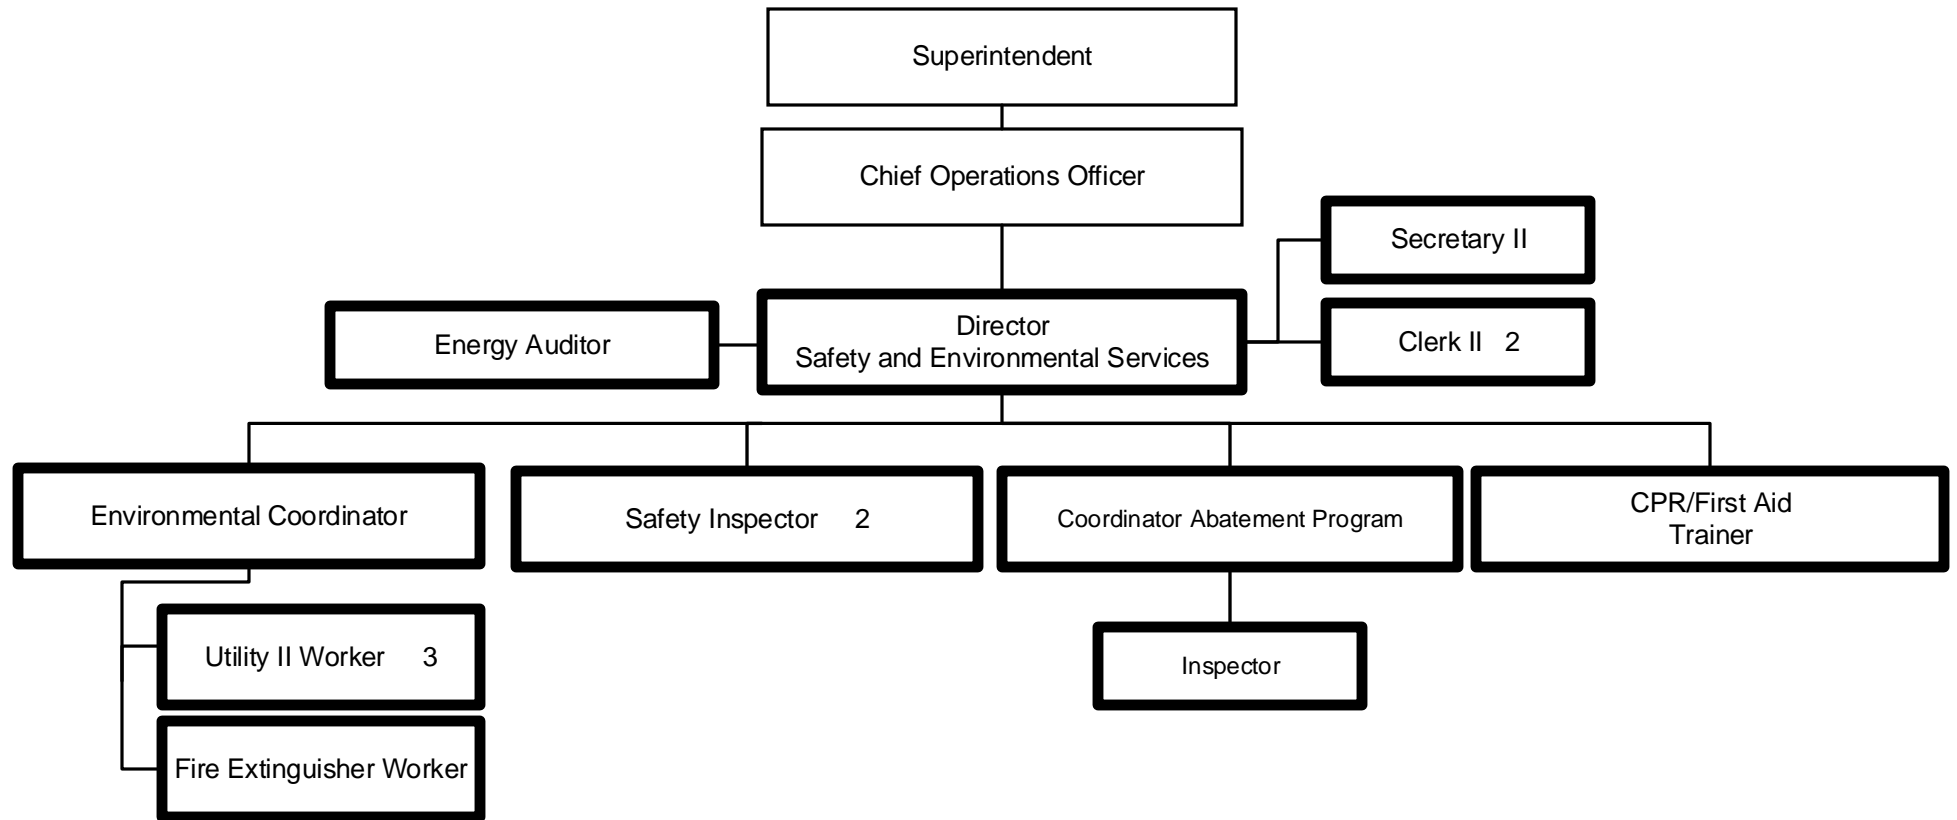 Superintendent
Chief Operations Officer
Secretary II
Energy Auditor
Director
Safety and Environmental Services
Clerk II 2
Environmental Coordinator
Safety Inspector 2
Coordinator Abatement Program
CPR/First Aid
Trainer
Utility II Worker 3
Inspector
Fire Extinguisher Worker